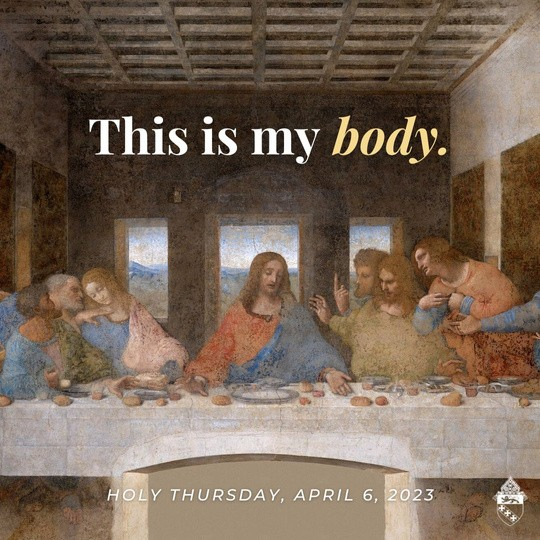 This is my body.
HOLY THURSDAY, APRIL 6, 2023